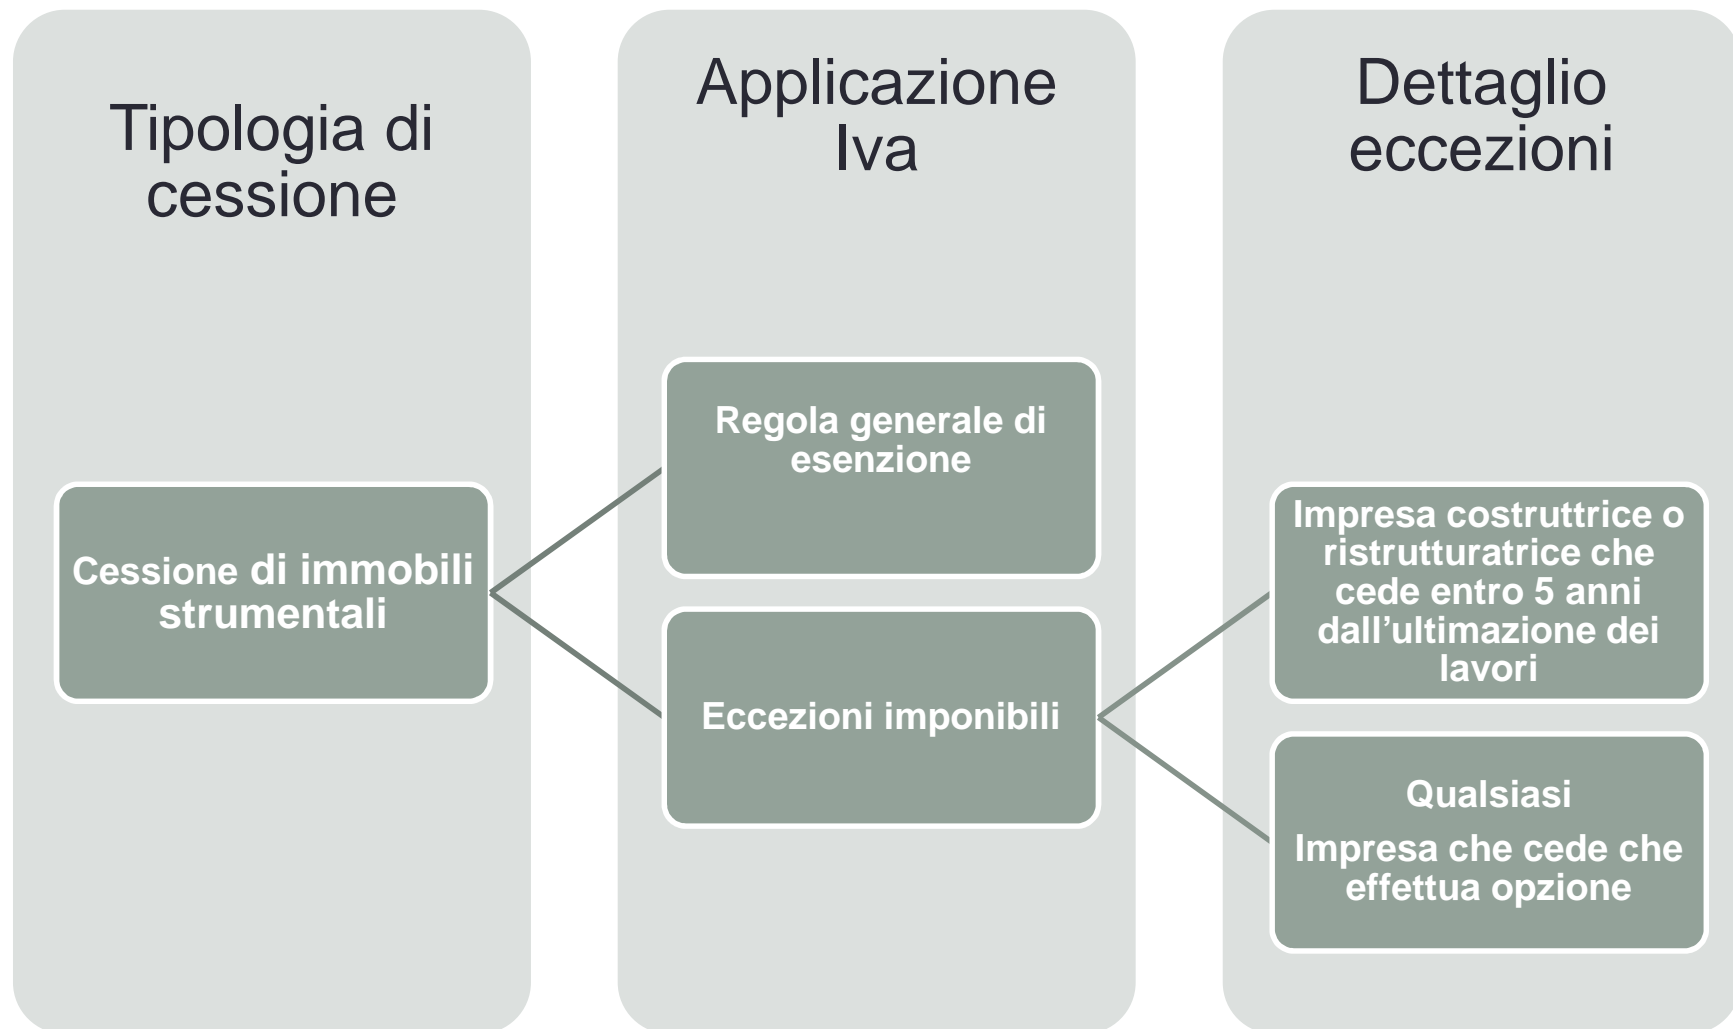 Tipologia di
cessione
Applicazione
Iva
Dettaglio
eccezioni
Cessione di immobili
strumentali
Regola generale di
esenzione
Eccezioni imponibili
Impresa costruttrice o
ristrutturatrice che
cede entro 5 anni
dall'ultimazione dei
lavori
Qualsiasi
Impresa che cede che
effettua opzione